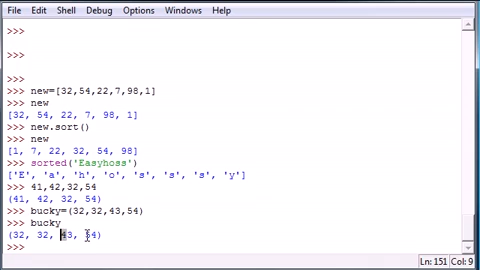 File Edit Shell Debug Options Windows Help
>>>
>>>
>>>
>>> new=[32,54,22,7,98,1]
>>> new
[32, 54, 22, 7, 98, 1]
>>> new.sort()
>>> new
[1, 7, 22, 32, 54, 98]
>>> sorted('Easyhoss')
['E', 'a', 'h', 'o', 's', 's', 's', 'y']
>>> 41,42,32,54
(41, 42, 32, 54)
>>> bucky=(32,32,43,54)
>>> bucky
(32, 32, 43, 54)
>>>
Ln: 151 Col: 9